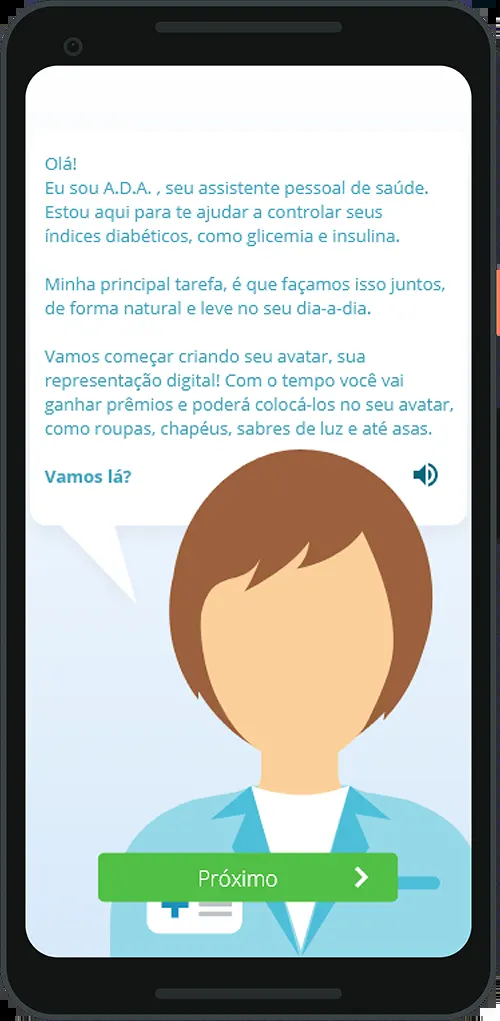 Olá!
Eu sou A.D.A. , seu assistente pessoal de saúde.
Estou aqui para te ajudar a controlar seus
índices diabéticos, como glicemia e insulina.
Minha principal tarefa, é que façamos isso juntos,
de forma natural e leve no seu dia-a-dia.
Vamos começar criando seu avatar, sua
representação digital! Com o tempo você vai
ganhar prêmios e poderá colocá-los no seu avatar,
como roupas, chapéus, sabres de luz e até asas.
Vamos lá?
Próximo